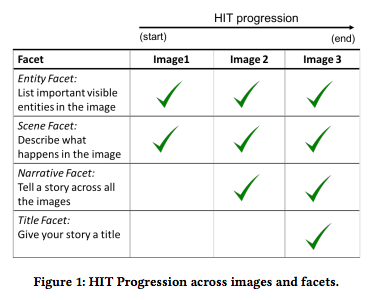 HIT progression
(start) (end)
Facet Image1 Image 2 Image 3
Entity Facet:
List important visible
entities in the image
Scene Facet:
Describe what
happens in the image
Narrative Facet:
Tell a story across all
the images
Title Facet:
Give your story a title
Figure 1: HIT Progression across images and facets.